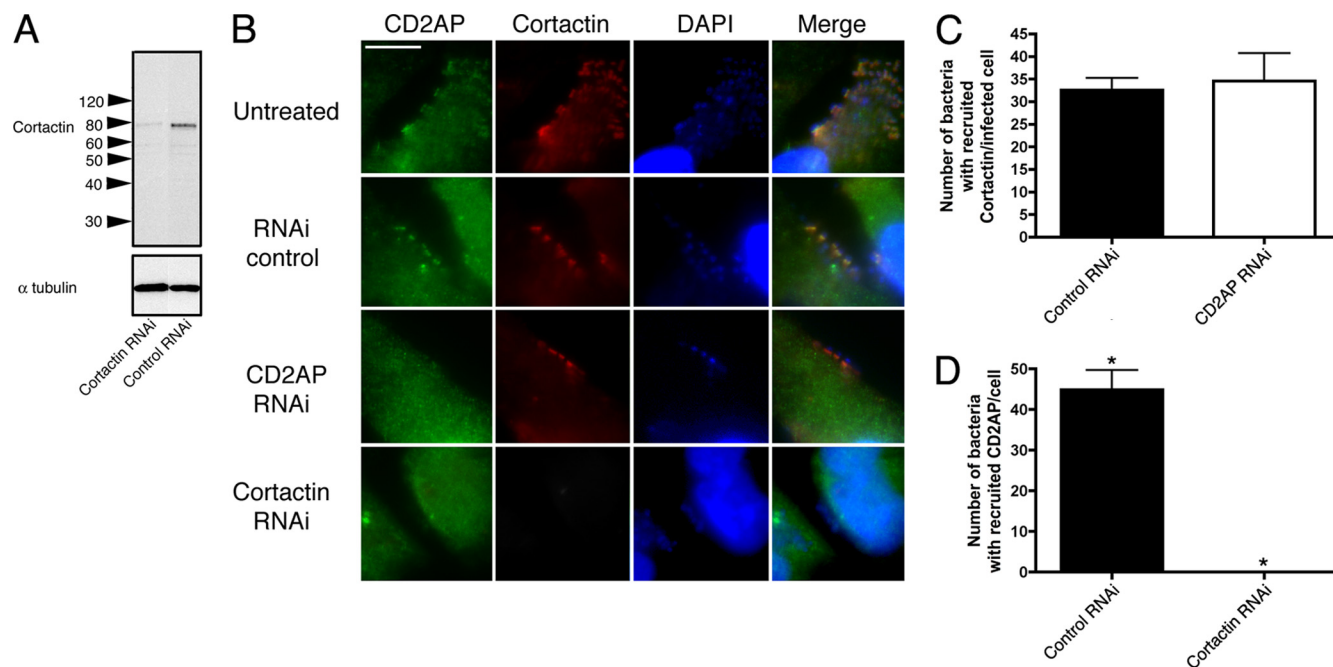 A
120
Cortactin
80
60
50
40
30
α tubulin
Cortactin RNAi
Control RNAi
B
CD2AP
Cortactin
DAPI
Merge
Untreated
RNAi
control
CD2AP
RNAi
Cortactin
RNAi
C
Number of bacteria
with recruited
Cortactin/infected cell
45
40
35
30
25
20
15
10
5
0
Control RNAi
CD2AP RNAi
D
Number of bacteria
with recruited CD2AP/cell
50
40
30
20
10
0
*
*
Control RNAi
Cortactin RNAi